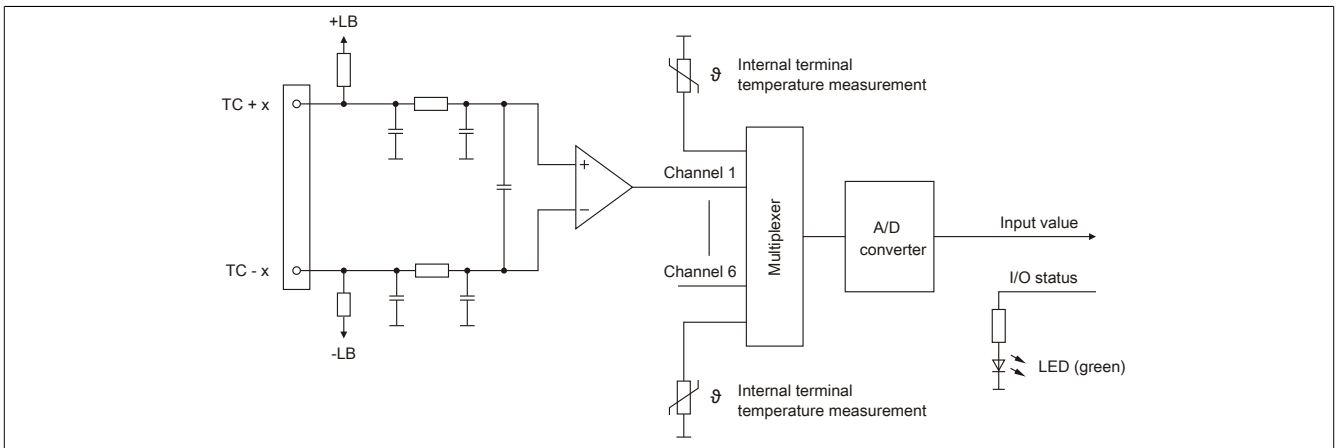 +LB
ϑ
Internal terminal
temperature measurement
TC + x
+
Channel 1
Multiplexer
A/D
converter
Input value
−
TC - x
Channel 6
I/O status
-LB
LED (green)
ϑ
Internal terminal
temperature measurement